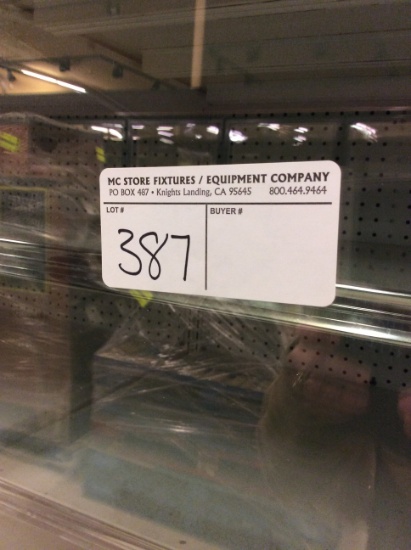 MC STORE FIXTURES / EQUIPMENT COMPANY
PO BOX 487 • Knights Landing, CA 95645 800.464.9464
LOT # BUYER #
387